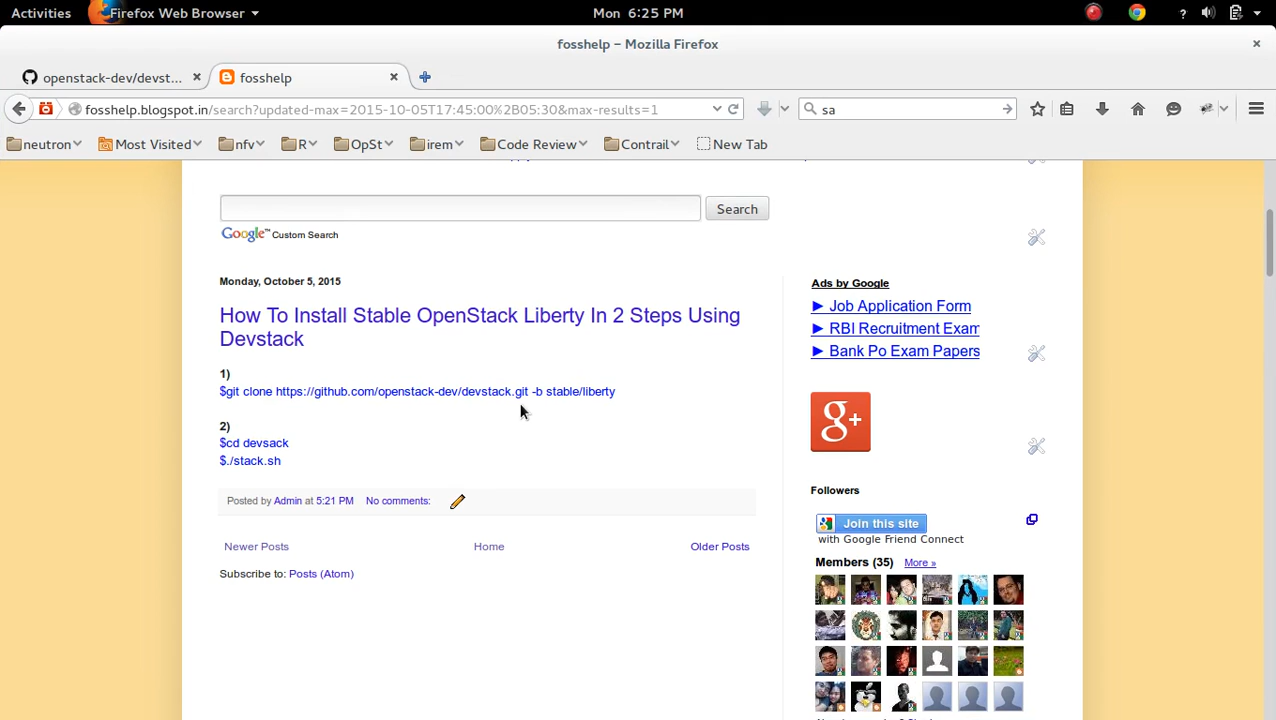 Activities Firefox Web Browser Mon 6:25 PM ?
fosshelp – Mozilla Firefox ×
openstack-dev/devst... × fosshelp ×
fosshelp.blogspot.in/search?updated-max=2015-10-05T17:45:00%2B05:30&max-results=1 sa
neutron Most Visited nfv R OpSt irem Code Review Contrail New Tab
Search
Google™ Custom Search
Monday, October 5, 2015
How To Install Stable OpenStack Liberty In 2 Steps Using
Devstack
1)
$git clone https://github.com/openstack-dev/devstack.git -b stable/liberty
2)
$cd devsack
$./stack.sh
Posted by Admin at 5:21 PM No comments:
Newer Posts Home Older Posts
Subscribe to: Posts (Atom)
Ads by Google
► Job Application Form
► RBI Recruitment Exam
► Bank Po Exam Papers
g+
Followers
Join this site
with Google Friend Connect
Members (35) More »